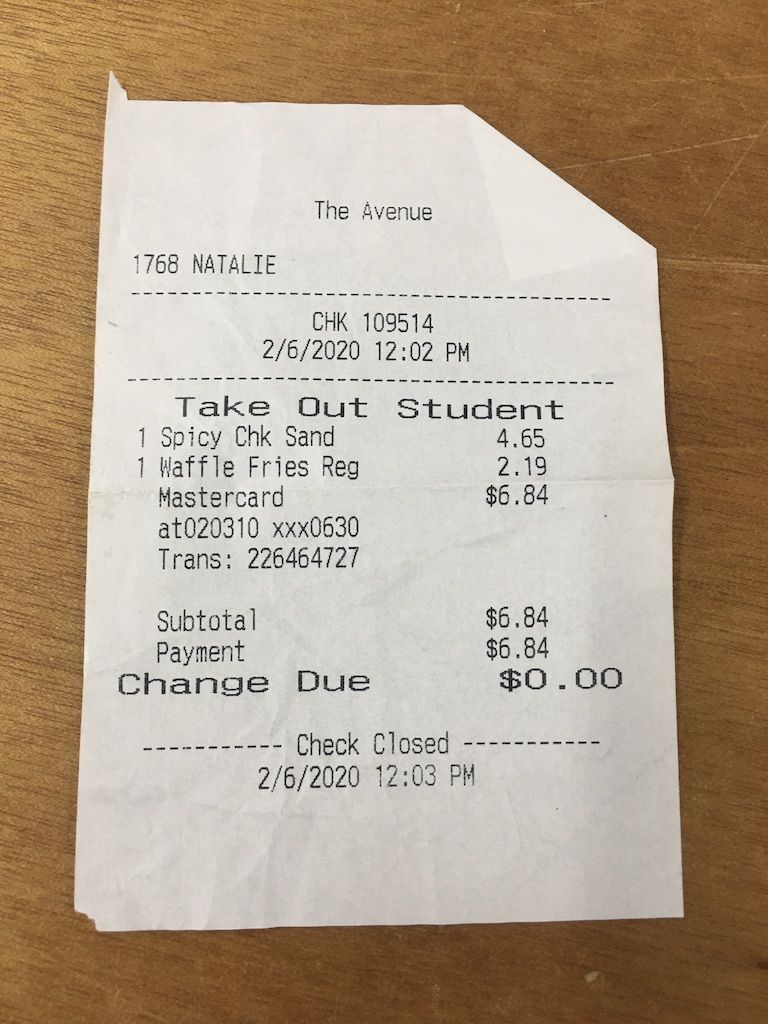 The Avenue
1768 NATALIE
----------------------------------------
CHK 109514
2/6/2020 12:02 PM
----------------------------------------
Take Out Student
1 Spicy Chk Sand 4.65
1 Waffle Fries Reg 2.19
Mastercard $6.84
at020310 xxx0630
Trans: 226464727
Subtotal $6.84
Payment $6.84
Change Due $0.00
----------- Check Closed -----------
2/6/2020 12:03 PM